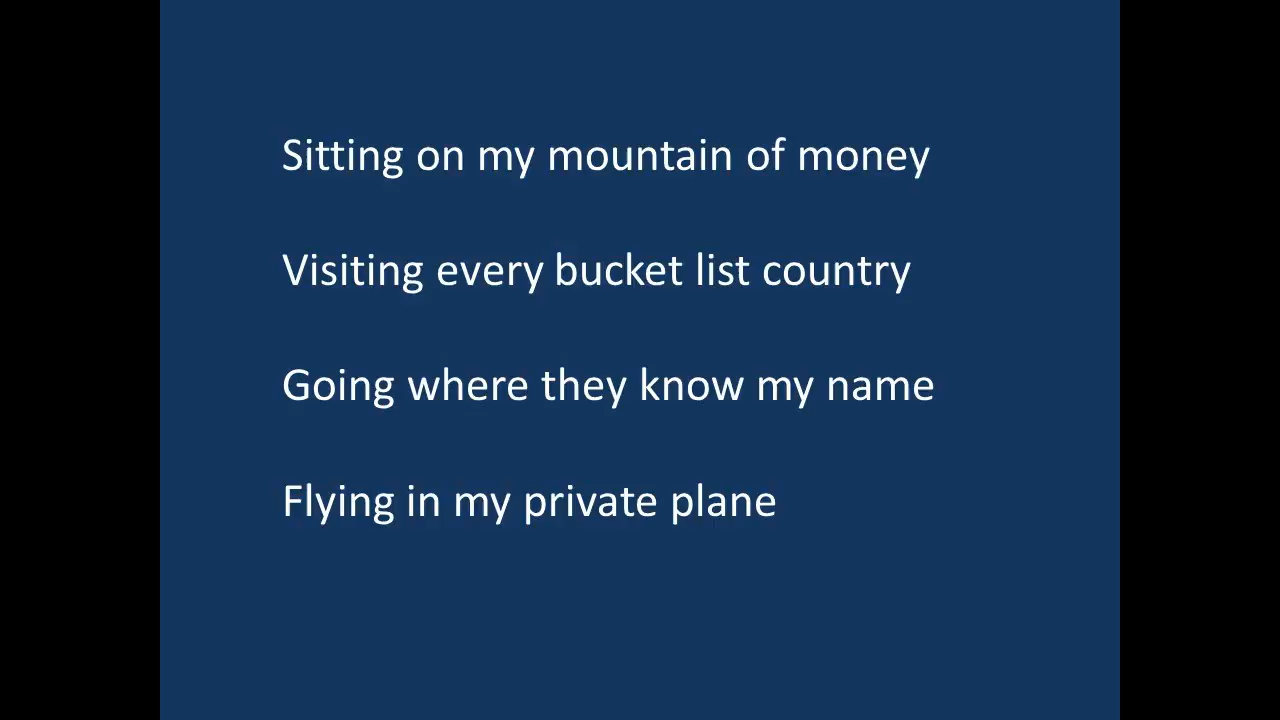 Sitting on my mountain of money
Visiting every bucket list country
Going where they know my name
Flying in my private plane